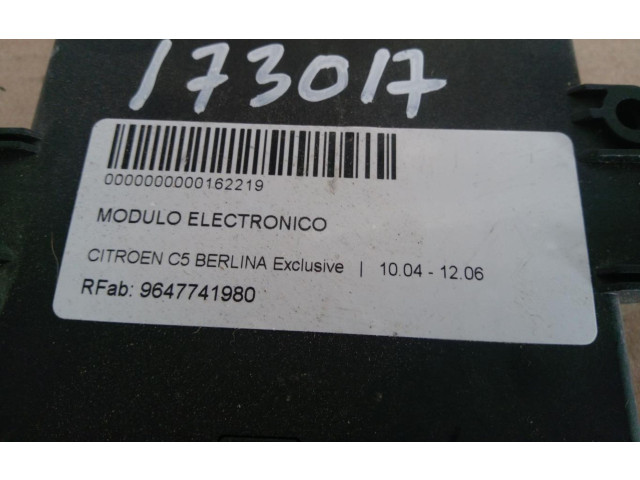 173017
0000000000162219
MODULO ELECTRONICO
CITROEN C5 BERLINA Exclusive | 10.04 - 12.06
RFab: 9647741980